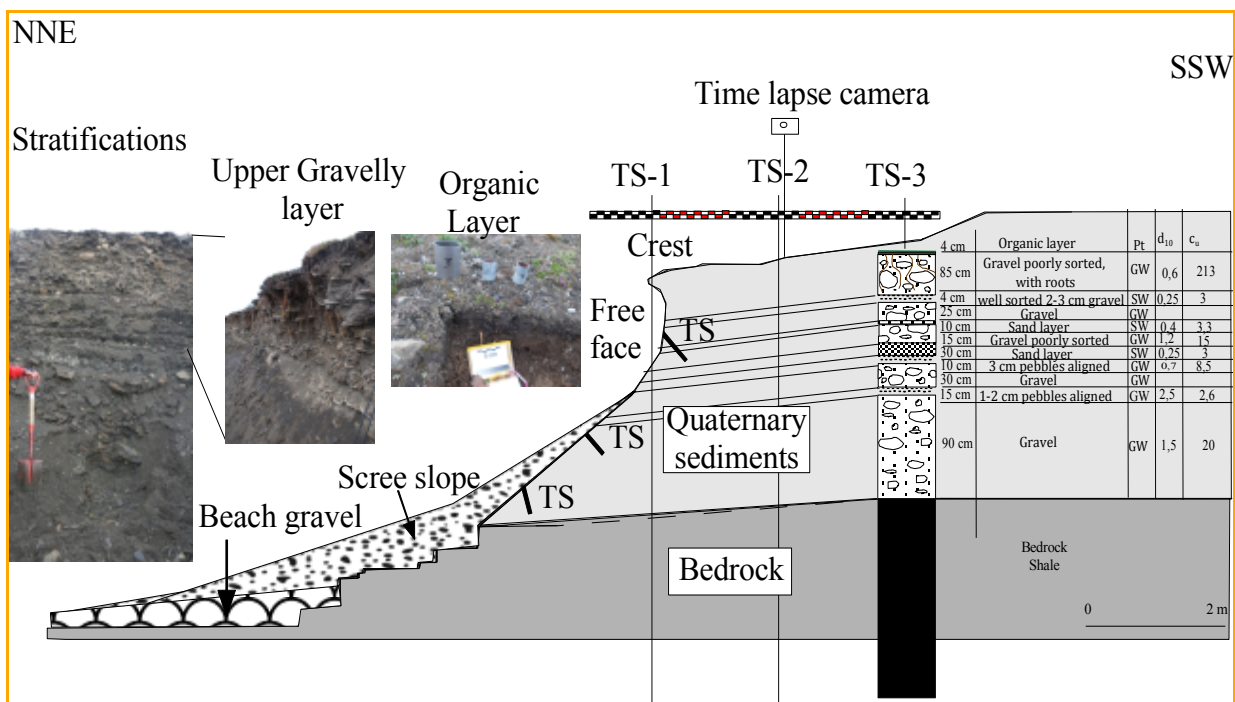 NNE
SSW
Time lapse camera
Stratifications
Upper Gravelly
layer
Organic
Layer
TS-1
TS-2
TS-3
Crest
Free
face
TS
TS
TS
Scree slope
Beach gravel
Quaternary
sediments
Bedrock
4 cm Organic layer Pt d10 cu
85 cm Gravel poorly sorted,
with roots GW 0,6 213
4 cm well sorted 2-3 cm gravel SW 0,25 3
25 cm Gravel GW
10 cm Sand layer SW 0,4 3,3
15 cm Gravel poorly sorted GW 1,2 15
30 cm Sand layer SW 0,25 3
10 cm 3 cm pebbles aligned GW 0,7 8,5
30 cm Gravel GW
15 cm 1-2 cm pebbles aligned GW 2,5 2,6
90 cm Gravel GW 1,5 20
Bedrock
Shale
0 2 m